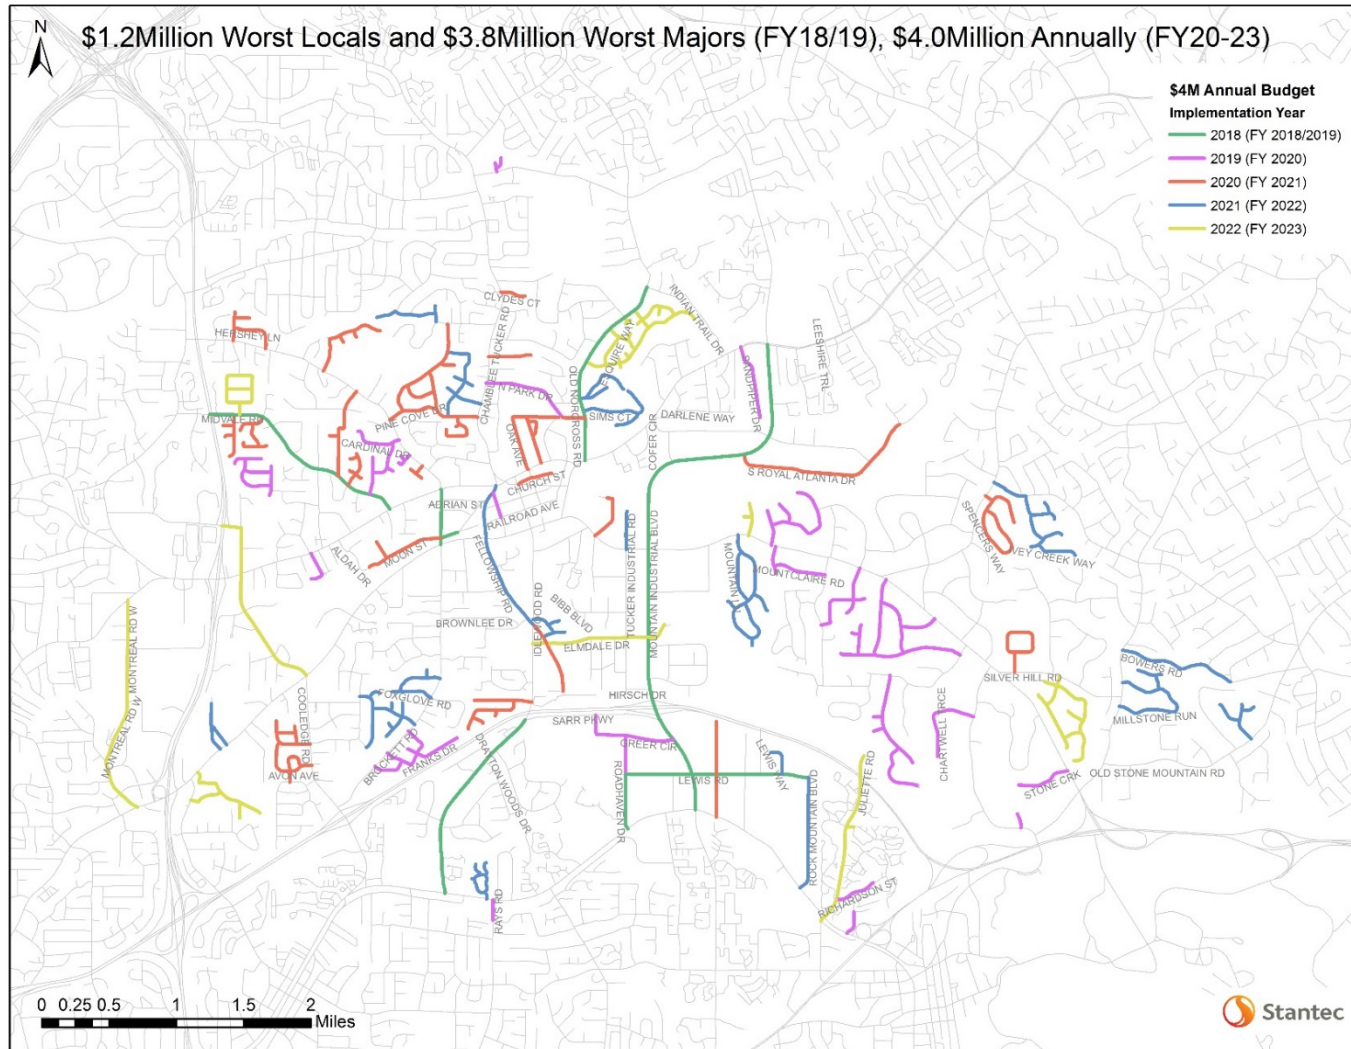 N
$1.2Million Worst Locals and $3.8Million Worst Majors (FY18/19), $4.0Million Annually (FY20-23)
$4M Annual Budget
Implementation Year
2018 (FY 2018/2019)
2019 (FY 2020)
2020 (FY 2021)
2021 (FY 2022)
2022 (FY 2023)
CLYDES CT
INDIAN TRAIL DR
HERSHEY LN
CHAMBLEE TUCKER RD
ESQUIRE WAY
LEESHIRE TRL
SANDPIPER DR
N PARK DR
OLD NORCROSS RD
MIDVALE RD
PINE COVE DR
SIMS CT
DARLENE WAY
OAK AVE
COFER CIR
CARDINAL DR
CHURCH ST
S ROYAL ATLANTA DR
ADRIAN ST
RAILROAD AVE
SPENCERS WAY
IVEY CREEK WAY
ALDAH DR
MOON ST
FELLOWSHIP RD
TUCKER INDUSTRIAL RD
MOUNTAIN INDUSTRIAL BLVD
MOUNTCLAIRE RD
BIBB BLVD
BROWNLEE DR
IDLEWOOD RD
ELMDALE DR
MONTREAL RD W
MONTREAL RD W
COOLEDGE RD
FOXGLOVE RD
HIRSCH DR
SILVER HILL RD
BOWERS RD
MILLSTONE RUN
SARR PKWY
GREER CIR
BROCKETT RD
FRANKS DR
DRAYTON WOODS DR
AVON AVE
ROADHAVEN DR
LEWIS RD
LEWIS WAY
ROCK MOUNTAIN BLVD
JULIETTE RD
STONE CRK
OLD STONE MOUNTAIN RD
RICHARDSON ST
RAYS RD
0 0.25 0.5 1 1.5 2
Miles
Stantec